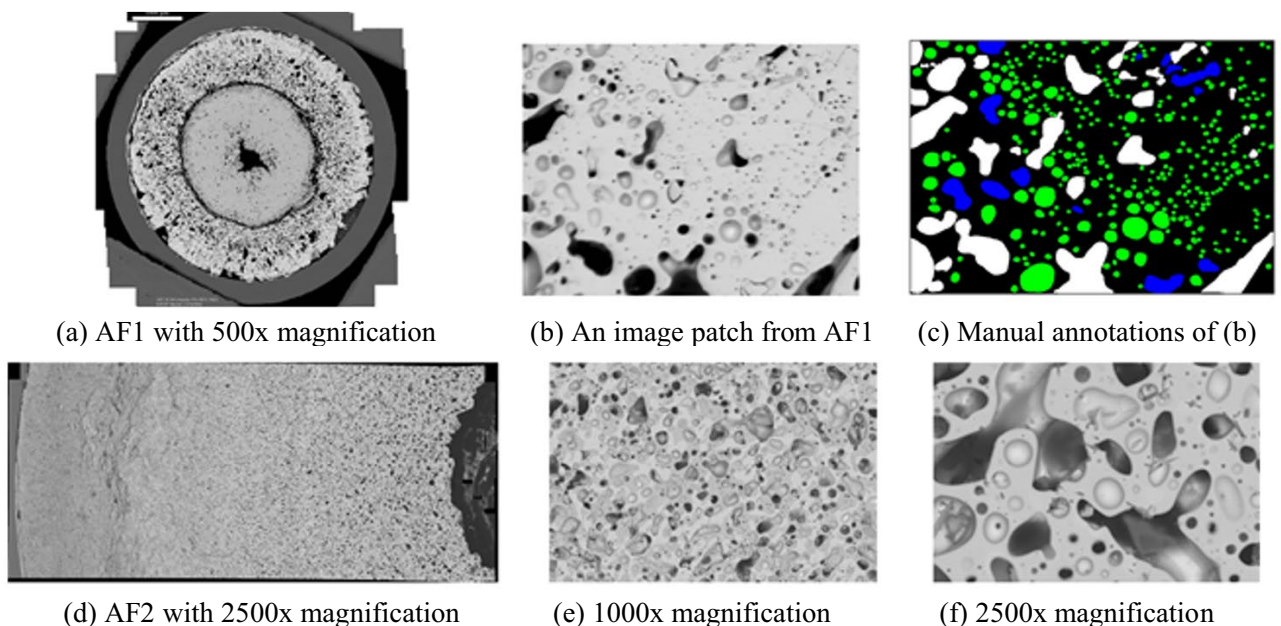 (a) AF1 with 500x magnification
(b) An image patch from AF1
(c) Manual annotations of (b)
(d) AF2 with 2500x magnification
(e) 1000x magnification
(f) 2500x magnification